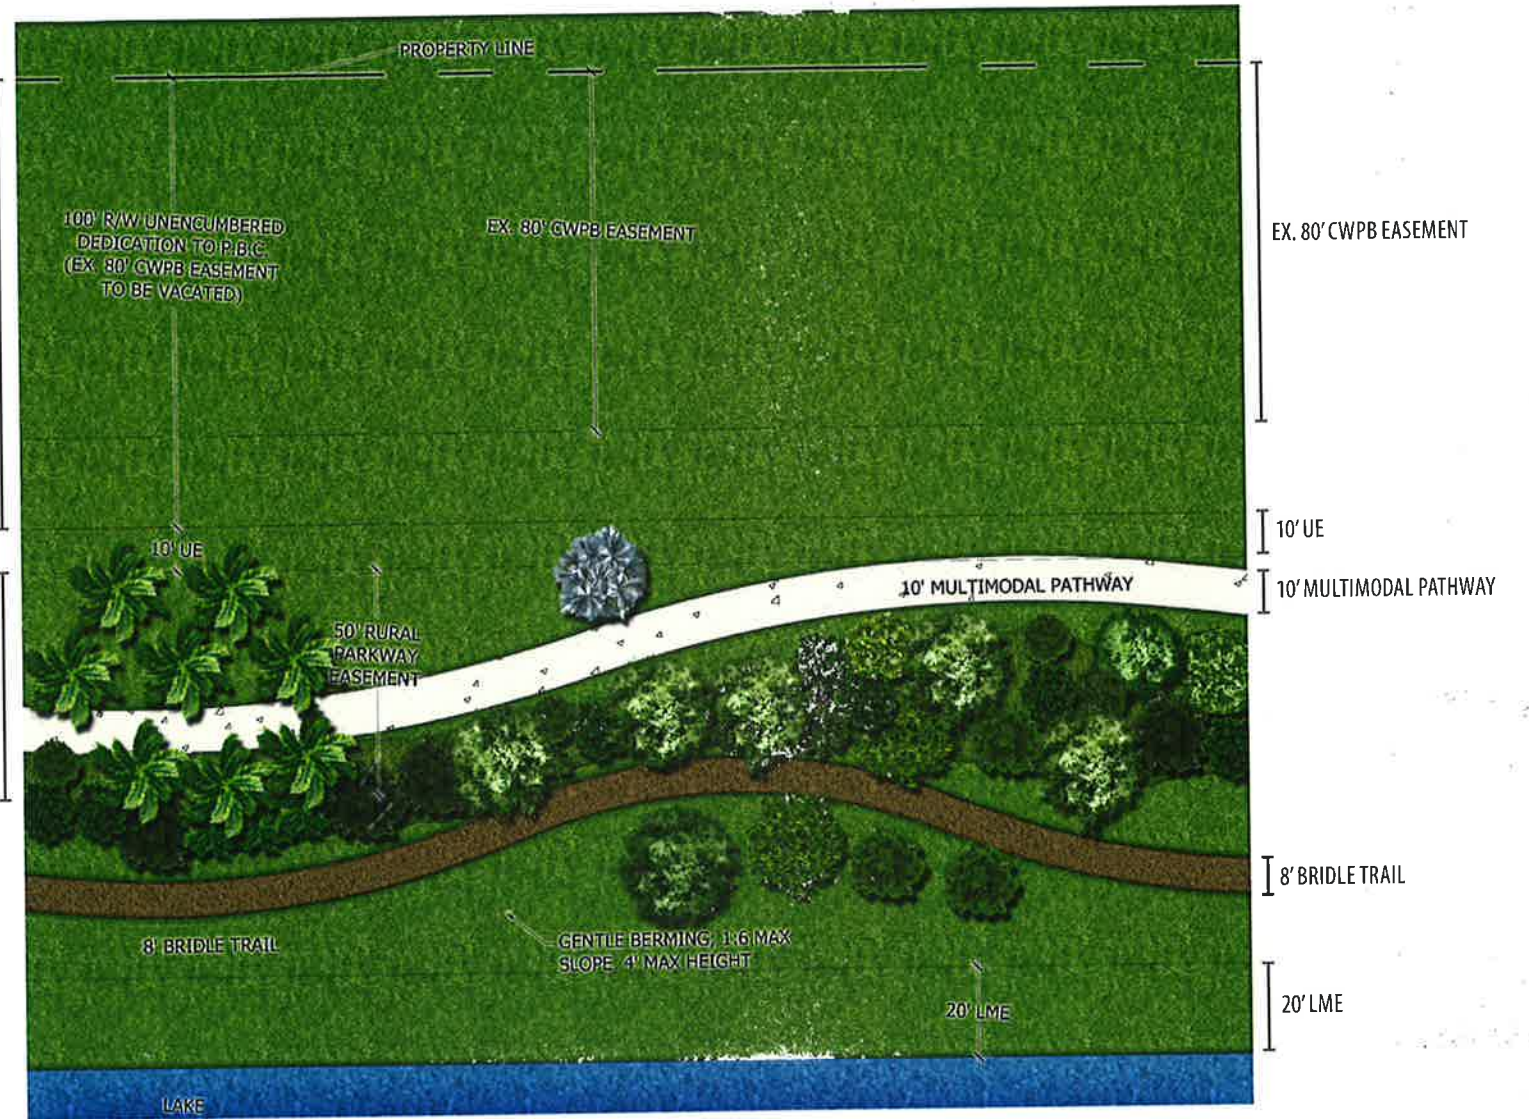 PROPERTY LINE
100' R/W UNENCUMBERED
DEDICATION TO P.B.C.
(EX. 80' CWPB EASEMENT
TO BE VACATED)
EX. 80' CWPB EASEMENT
EX. 80' CWPB EASEMENT
10' UE
10' UE
10' MULTIMODAL PATHWAY
10' MULTIMODAL PATHWAY
50' RURAL
PARKWAY
EASEMENT
8' BRIDLE TRAIL
8' BRIDLE TRAIL
GENTLE BERMING, 1:6 MAX
SLOPE 4' MAX HEIGHT
20' LME
20' LME
LAKE